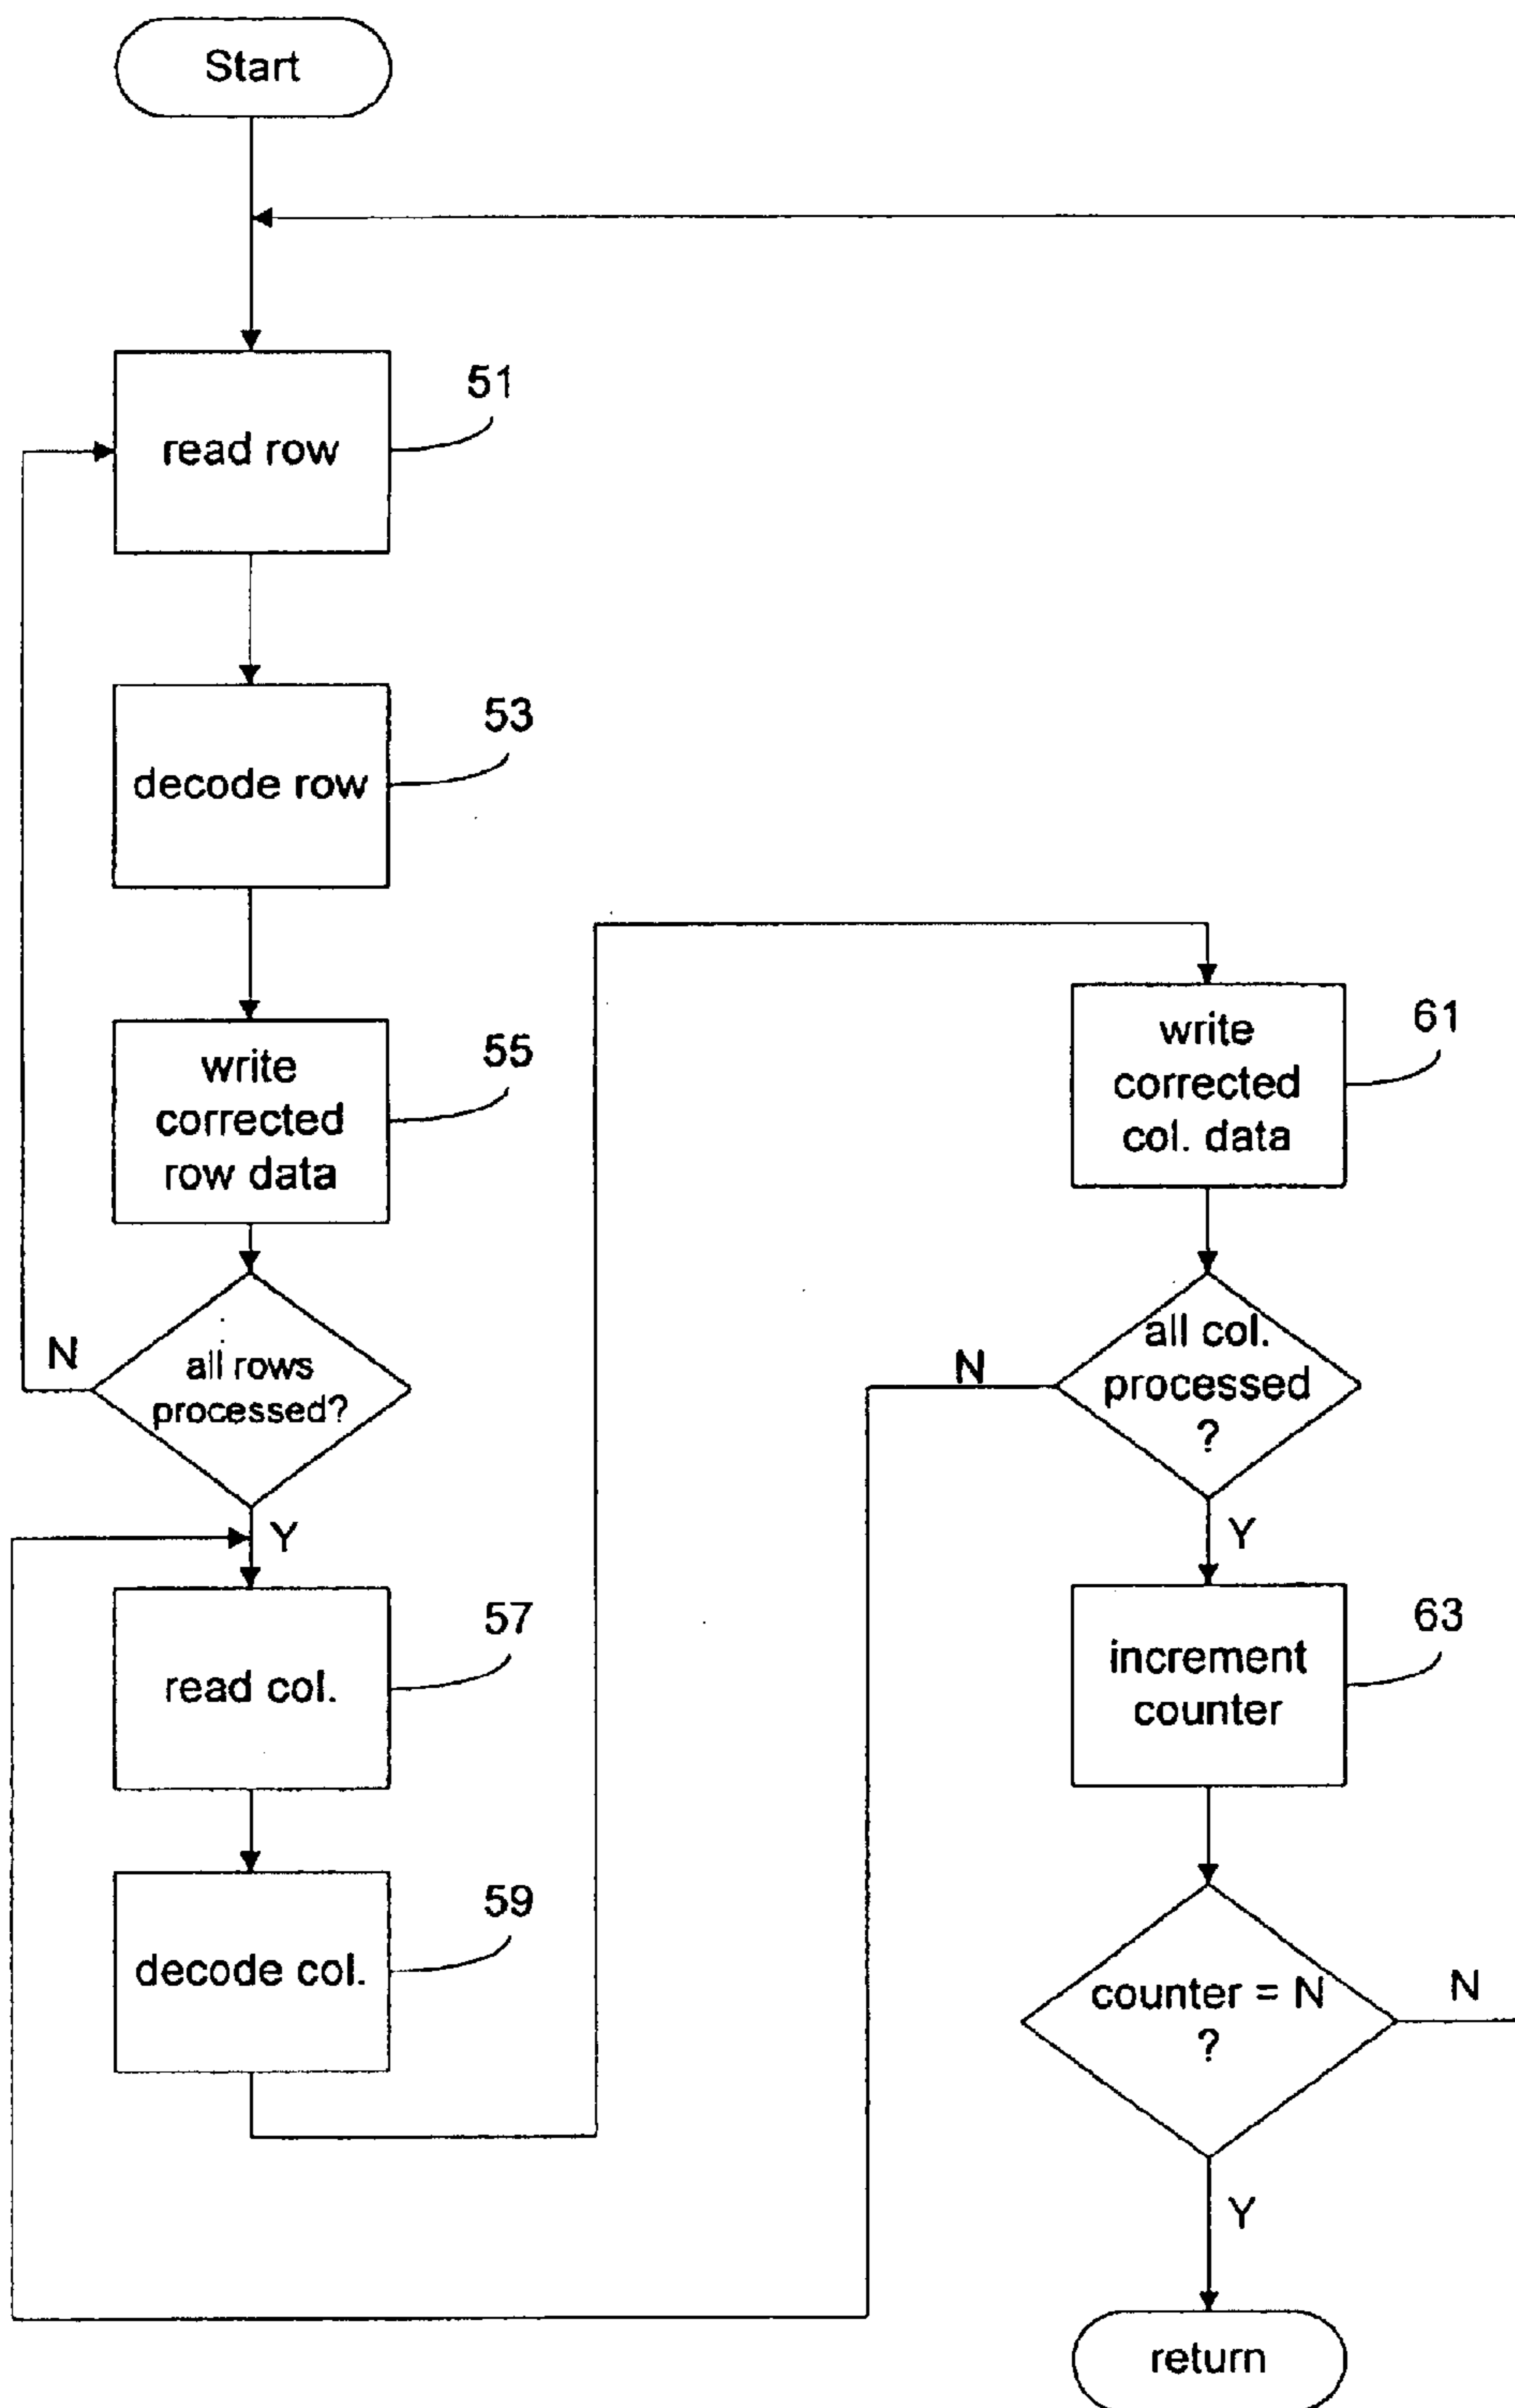 Start
read row
51
decode row
53
write
corrected
row data
55
all rows
processed?
N
Y
read col.
57
decode col.
59
write
corrected
col. data
61
all col.
processed
?
N
Y
increment
counter
63
counter = N
?
N
Y
return